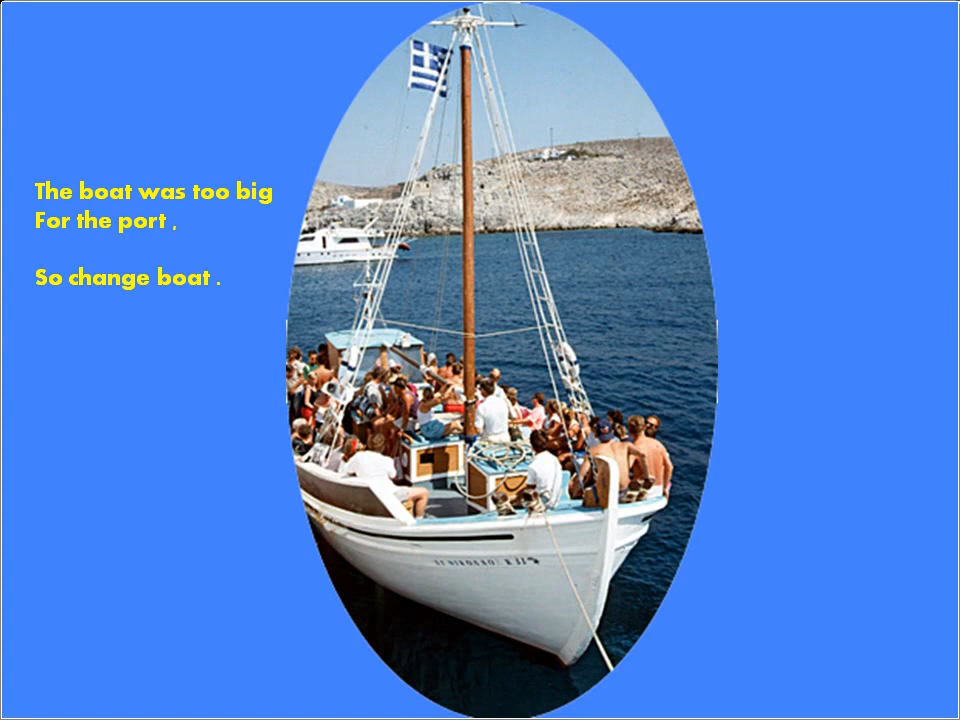 The boat was too big
For the port ,
So change boat .